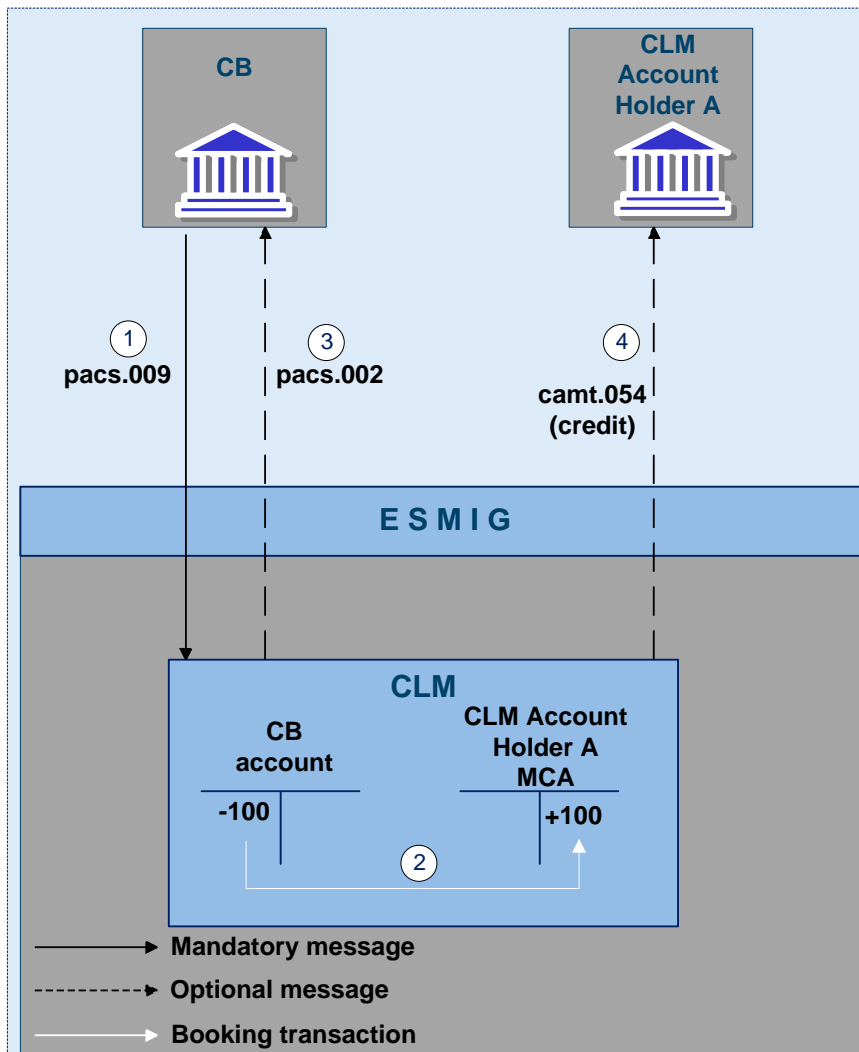 CB
CLM
Account
Holder A
1
pacs.009
3
pacs.002
4
camt.054
(credit)
E S M I G
CLM
CB
account
CLM Account
Holder A
MCA
-100
+100
2
Mandatory message
Optional message
Booking transaction